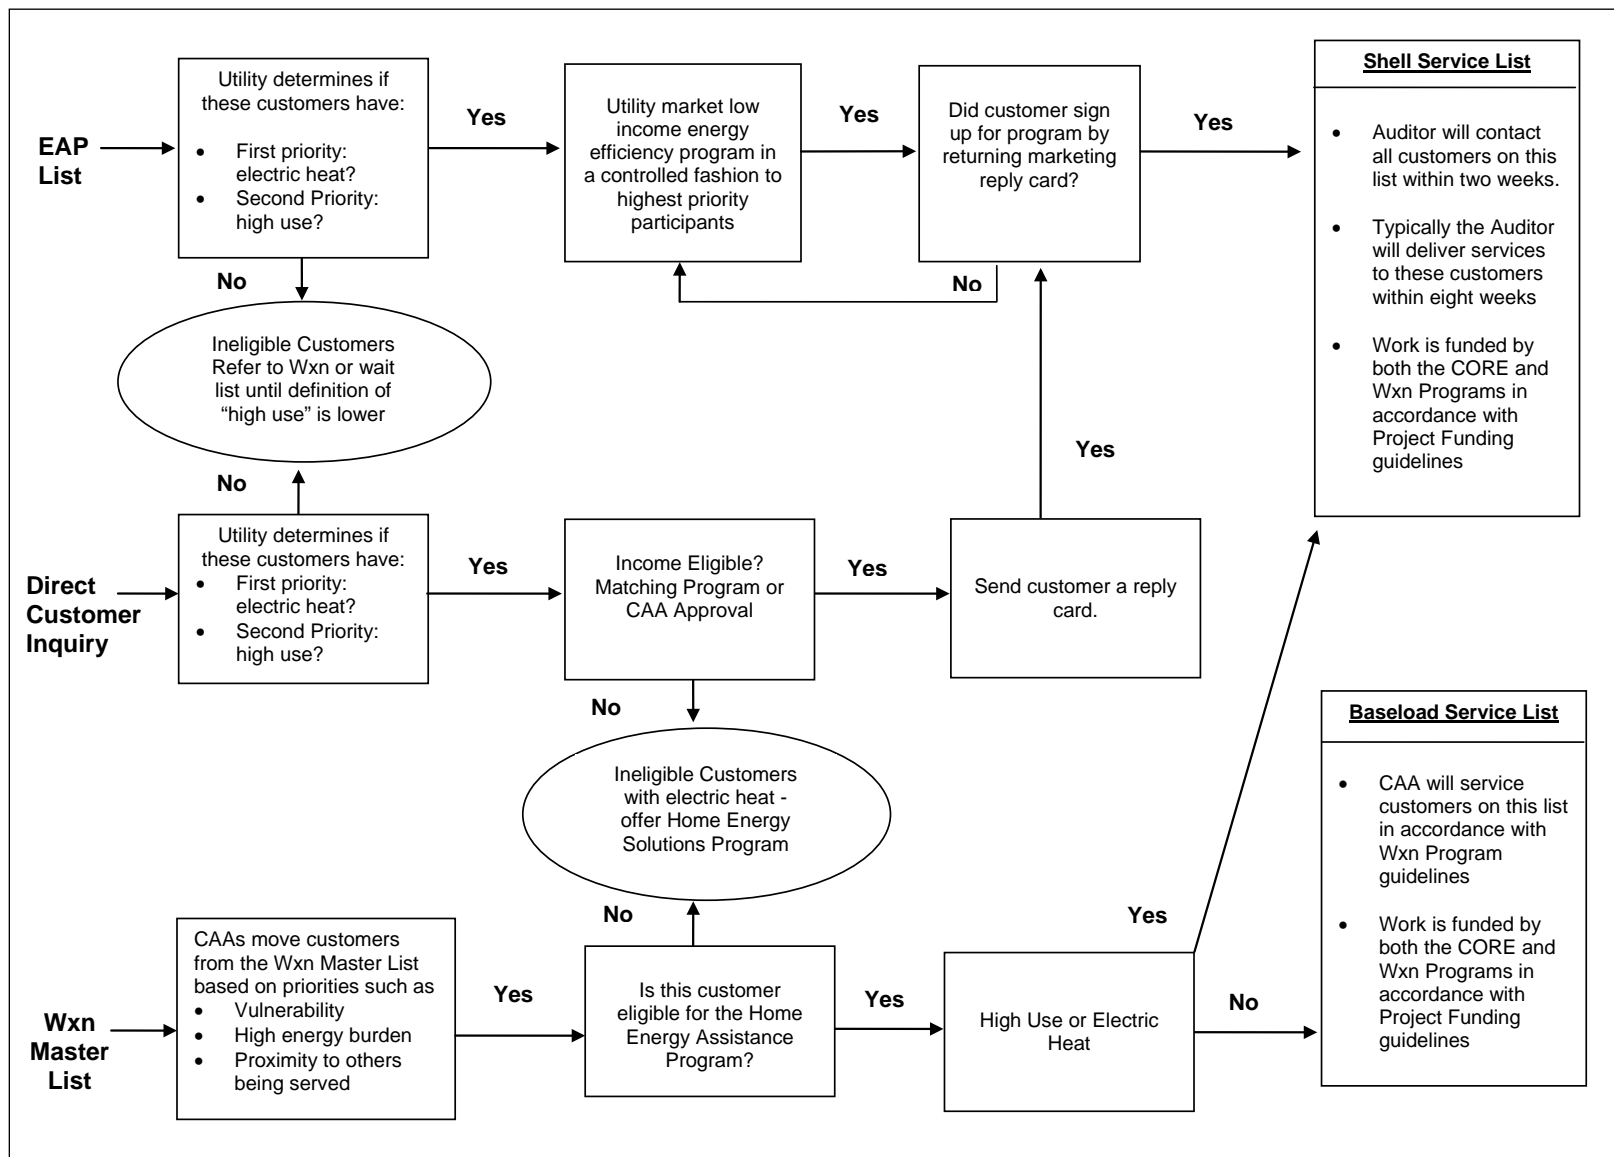 EAP
List
Utility determines if
these customers have:
• First priority:
electric heat?
• Second Priority:
high use?
Yes
Utility market low
income energy
efficiency program in
a controlled fashion to
highest priority
participants
Yes
Did customer sign
up for program by
returning marketing
reply card?
Yes
No
No
Shell Service List
• Auditor will contact
all customers on this
list within two weeks.
• Typically the Auditor
will deliver services
to these customers
within eight weeks
• Work is funded by
both the CORE and
Wxn Programs in
accordance with
Project Funding
guidelines
Ineligible Customers
Refer to Wxn or wait
list until definition of
“high use” is lower
No
Yes
Direct
Customer
Inquiry
Utility determines if
these customers have:
• First priority:
electric heat?
• Second Priority:
high use?
Yes
Income Eligible?
Matching Program or
CAA Approval
Yes
Send customer a reply
card.
No
Ineligible Customers
with electric heat -
offer Home Energy
Solutions Program
No
Wxn
Master
List
CAAs move customers
from the Wxn Master List
based on priorities such as
• Vulnerability
• High energy burden
• Proximity to others
being served
Yes
Is this customer
eligible for the Home
Energy Assistance
Program?
Yes
High Use or Electric
Heat
Yes
No
Baseload Service List
• CAA will service
customers on this list
in accordance with
Wxn Program
guidelines
• Work is funded by
both the CORE and
Wxn Programs in
accordance with
Project Funding
guidelines